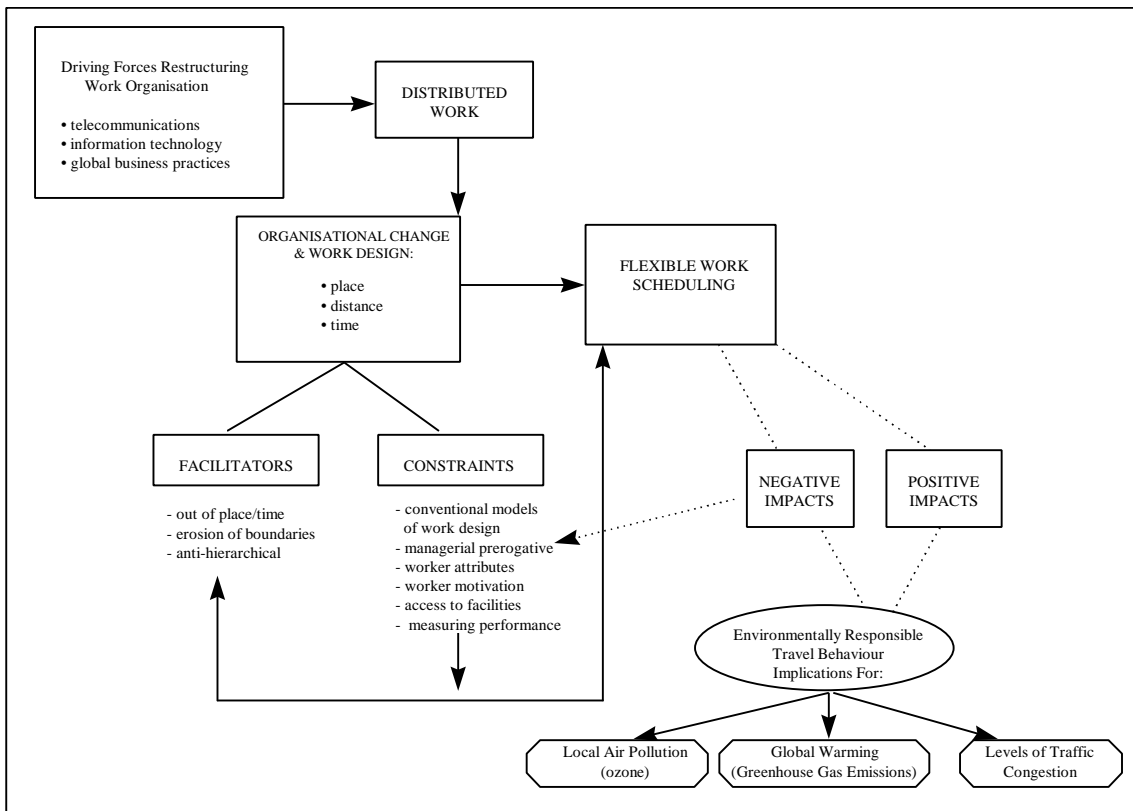 Driving Forces Restructuring
Work Organisation
• telecommunications
• information technology
• global business practices
DISTRIBUTED
WORK
ORGANISATIONAL CHANGE
& WORK DESIGN:
• place
• distance
• time
FLEXIBLE WORK
SCHEDULING
FACILITATORS
- out of place/time
- erosion of boundaries
- anti-hierarchical
CONSTRAINTS
- conventional models
of work design
- managerial prerogative
- worker attributes
- worker motivation
- access to facilities
- measuring performance
NEGATIVE
IMPACTS
POSITIVE
IMPACTS
Environmentally Responsible
Travel Behaviour
Implications For:
Local Air Pollution
(ozone)
Global Warming
(Greenhouse Gas Emissions)
Levels of Traffic
Congestion